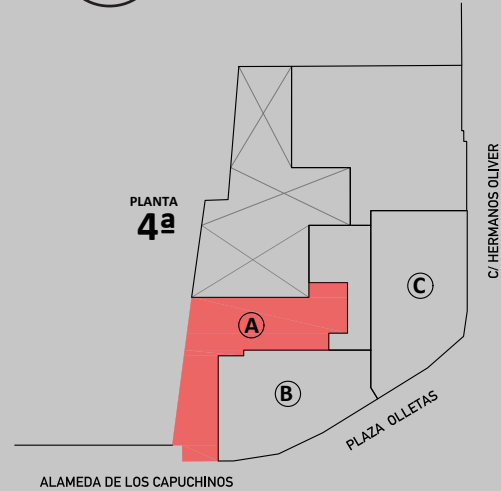 PLANTA
4ª
C/ HERMANOS OLIVER
C
A
B
PLAZA OLLETAS
ALAMEDA DE LOS CAPUCHINOS